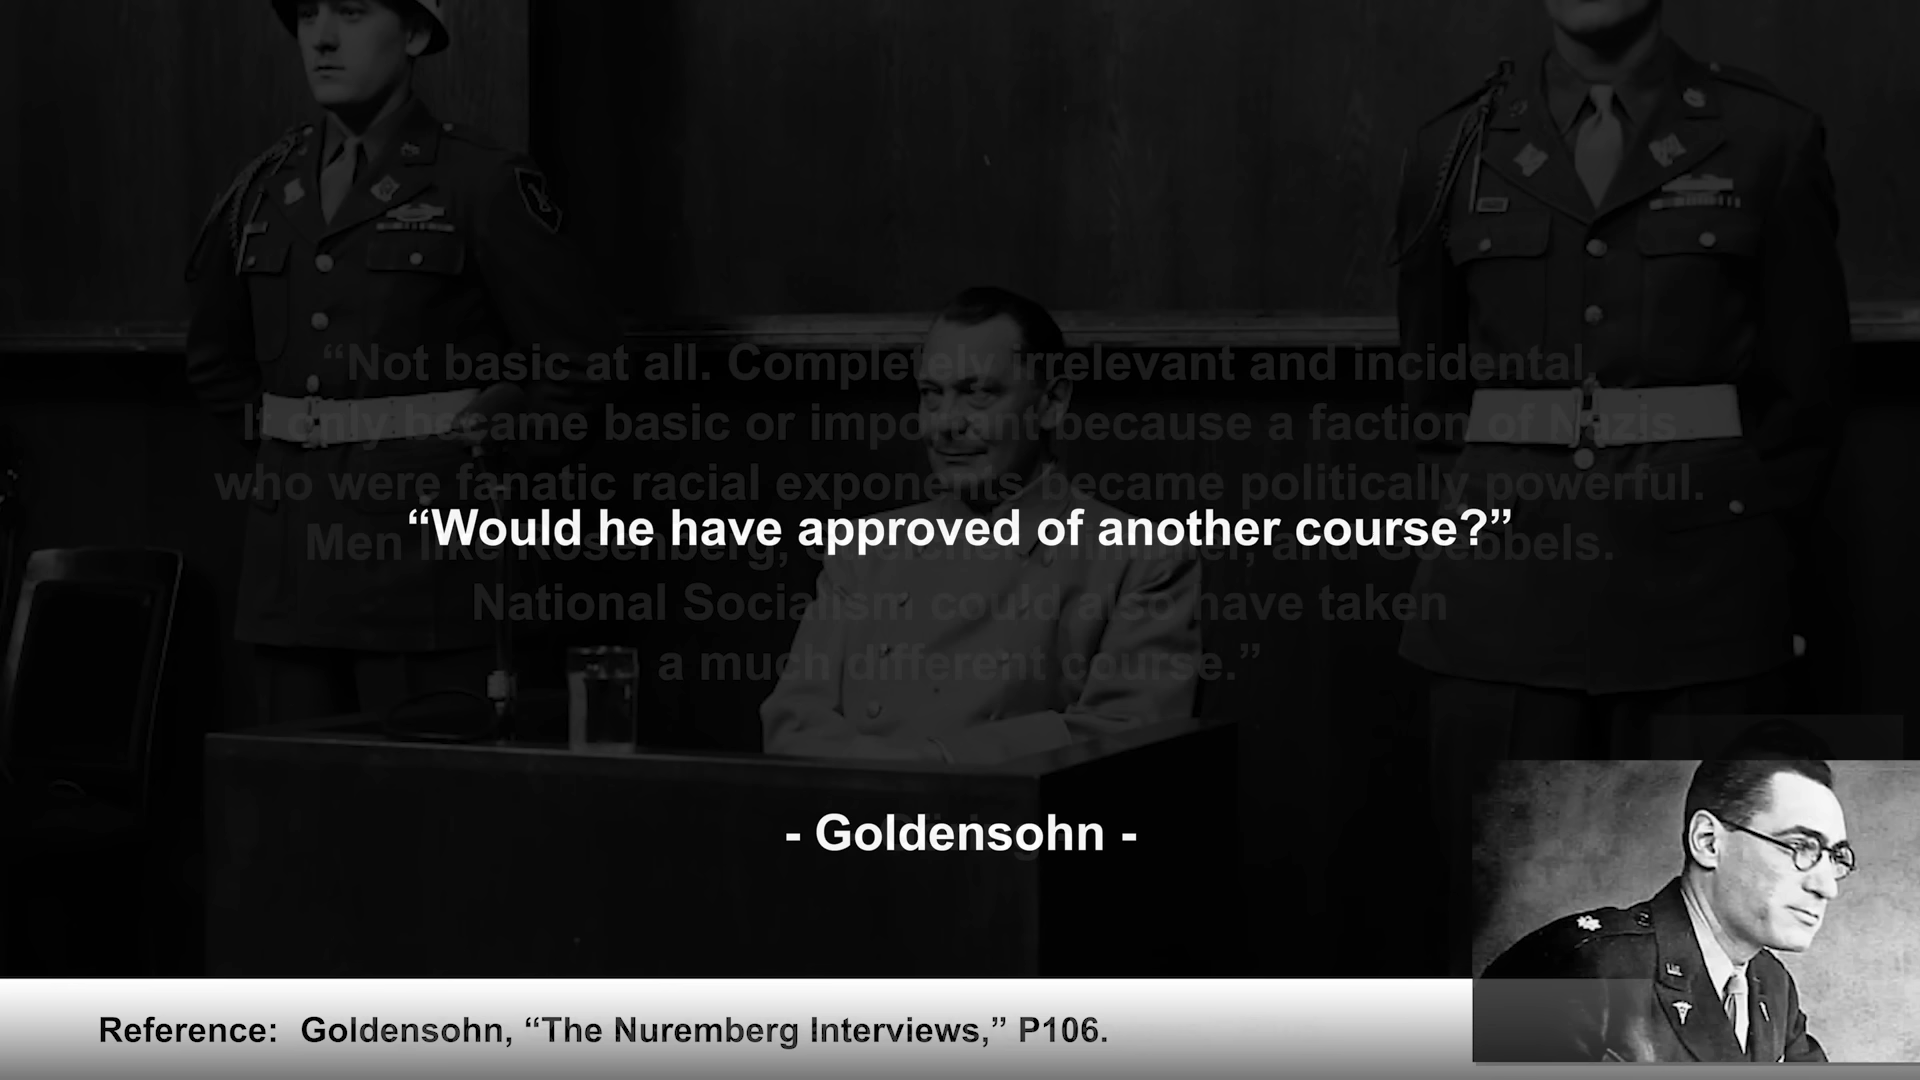 “Not basic at all. Completely irrelevant and incidental.
It only became basic or important because a faction of Nazis
who were fanatic racial exponents became politically powerful.
“Would he have approved of another course?”
Men like Rosenberg, and Goebbels.
National Socialism could also have taken
a much different course.”
- Goldensohn -
Reference: Goldensohn, “The Nuremberg Interviews,” P106.